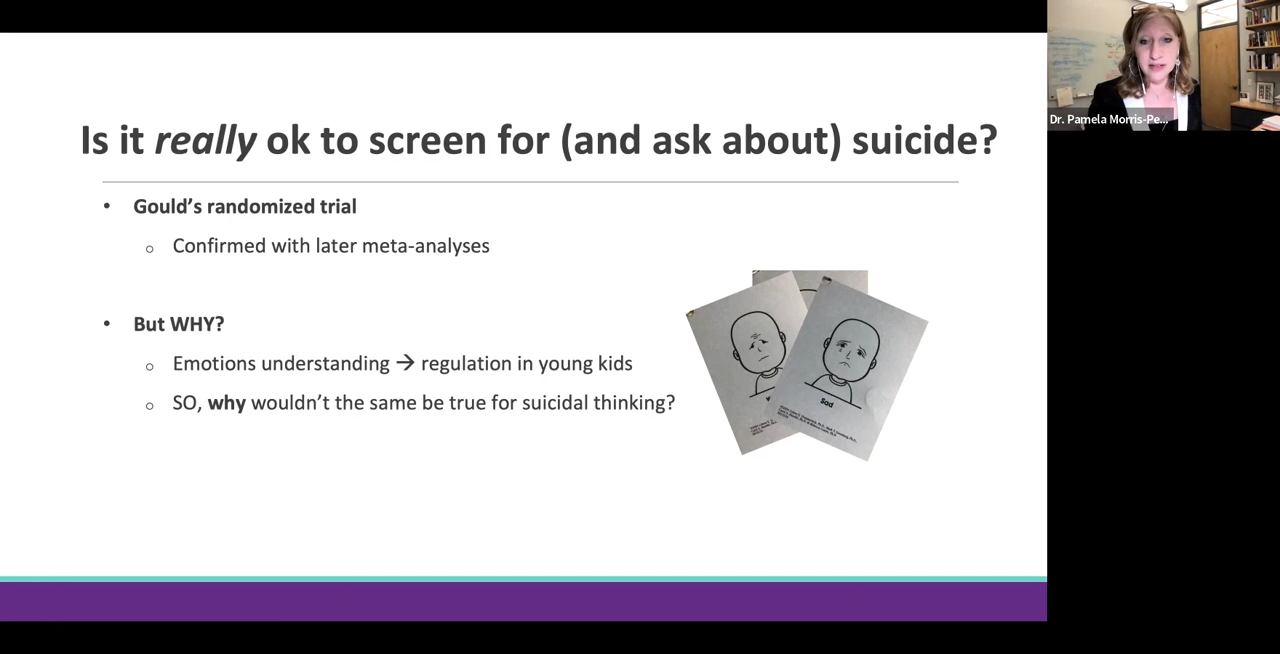 Is it really ok to screen for (and ask about) suicide?
• Gould's randomized trial
o Confirmed with later meta-analyses
• But WHY?
o Emotions understanding → regulation in young kids
o SO, why wouldn't the same be true for suicidal thinking?
Sad
Dr. Pamela Morris-Pe...